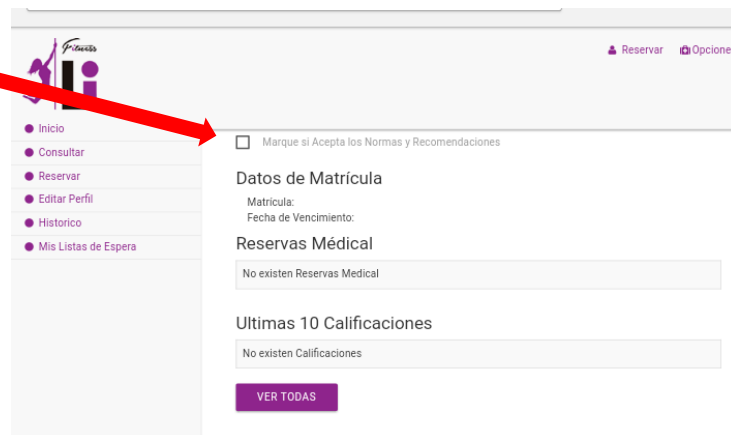 Fitness
Li
Reservar
Opcione
Inicio
Consultar
Reservar
Editar Perfil
Historico
Mis Listas de Espera
Marque si Acepta los Normas y Recomendaciones
Datos de Matrícula
Matrícula:
Fecha de Vencimiento:
Reservas Médical
No existen Reservas Medical
Ultimas 10 Calificaciones
No existen Calificaciones
VER TODAS